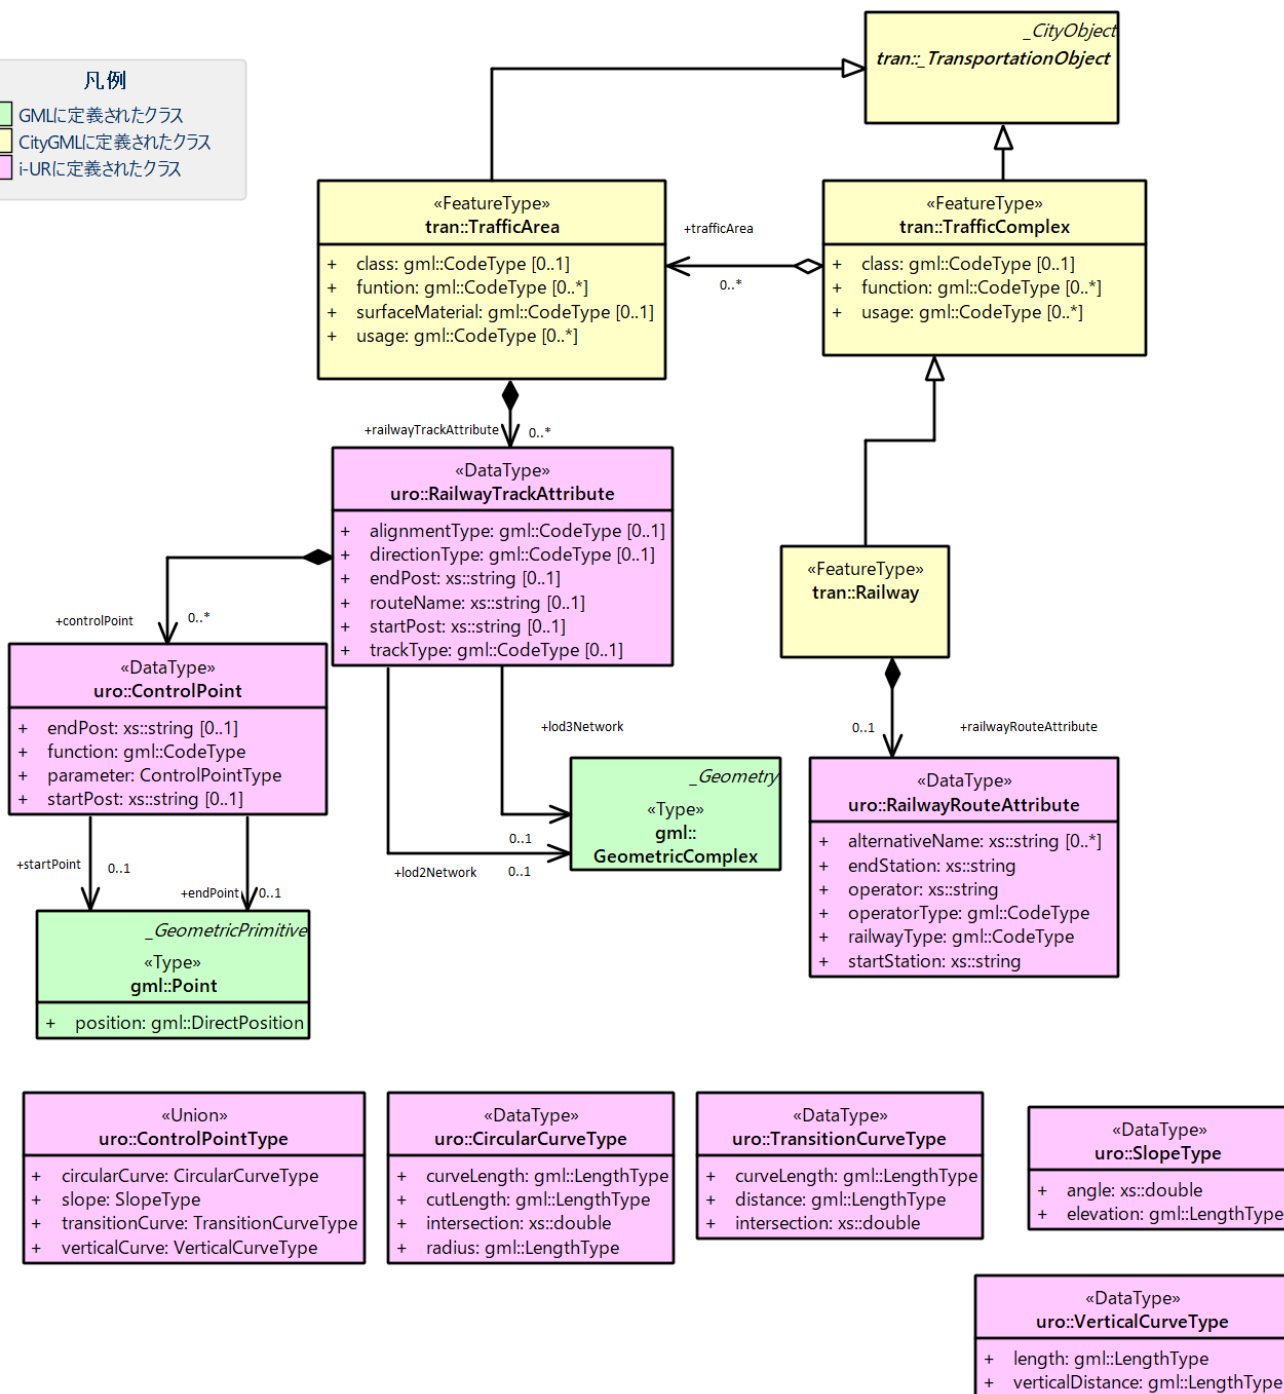 凡例
GMLに定義されたクラス
CityGMLに定義されたクラス
i-URに定義されたクラス
_CityObject
tran::_TransportationObject
«FeatureType»
tran::TrafficArea
+ class: gml::CodeType [0..1]
+ funtion: gml::CodeType [0..*]
+ surfaceMaterial: gml::CodeType [0..1]
+ usage: gml::CodeType [0..*]
+trafficArea
0..*
«FeatureType»
tran::TrafficComplex
+ class: gml::CodeType [0..1]
+ function: gml::CodeType [0..*]
+ usage: gml::CodeType [0..*]
+railwayTrackAttribute
0..*
«DataType»
uro::RailwayTrackAttribute
+ alignmentType: gml::CodeType [0..1]
+ directionType: gml::CodeType [0..1]
+ endPost: xs::string [0..1]
+ routeName: xs::string [0..1]
+ startPost: xs::string [0..1]
+ trackType: gml::CodeType [0..1]
«FeatureType»
tran::Railway
+controlPoint
0..*
«DataType»
uro::ControlPoint
+ endPost: xs::string [0..1]
+ function: gml::CodeType
+ parameter: ControlPointType
+ startPost: xs::string [0..1]
+lod3Network
0..1
+lod2Network
0..1
_Geometry
«Type»
gml::
GeometricComplex
0..1
+railwayRouteAttribute
«DataType»
uro::RailwayRouteAttribute
+ alternativeName: xs::string [0..*]
+ endStation: xs::string
+ operator: xs::string
+ operatorType: gml::CodeType
+ railwayType: gml::CodeType
+ startStation: xs::string
+startPoint
0..1
+endPoint
0..1
_GeometricPrimitive
«Type»
gml::Point
+ position: gml::DirectPosition
«Union»
uro::ControlPointType
+ circularCurve: CircularCurveType
+ slope: SlopeType
+ transitionCurve: TransitionCurveType
+ verticalCurve: VerticalCurveType
«DataType»
uro::CircularCurveType
+ curveLength: gml::LengthType
+ cutLength: gml::LengthType
+ intersection: xs::double
+ radius: gml::LengthType
«DataType»
uro::TransitionCurveType
+ curveLength: gml::LengthType
+ distance: gml::LengthType
+ intersection: xs::double
«DataType»
uro::SlopeType
+ angle: xs::double
+ elevation: gml::LengthType
«DataType»
uro::VerticalCurveType
+ length: gml::LengthType
+ verticalDistance: gml::LengthType